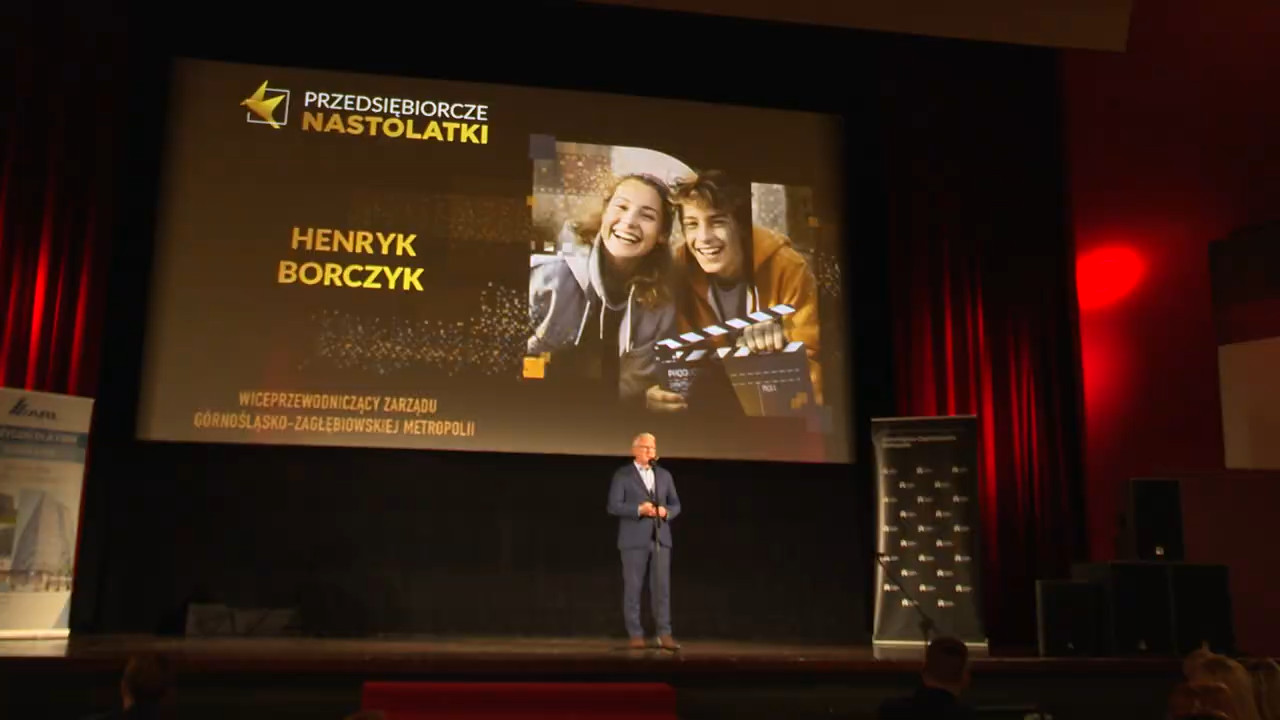 PRZEDSIĘBIORCZE
NASTOLATKI
HENRYK
BORCZYK
WICEPRZEWODNICZĄCY ZARZĄDU
GÓRNOŚLĄSKO-ZAGŁĘBIOWSKIEJ METROPOLII